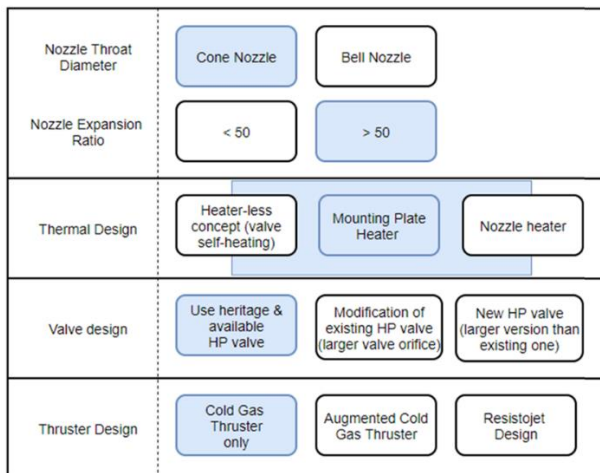 Nozzle Throat
Diameter
Cone Nozzle
Bell Nozzle
Nozzle Expansion
Ratio
< 50
> 50
Thermal Design
Heater-less
concept (valve
self-heating)
Mounting Plate
Heater
Nozzle heater
Valve design
Use heritage &
available
HP valve
Modification of
existing HP valve
(larger valve orifice)
New HP valve
(larger version than
existing one)
Thruster Design
Cold Gas
Thruster
only
Augmented Cold
Gas Thruster
Resistojet
Design